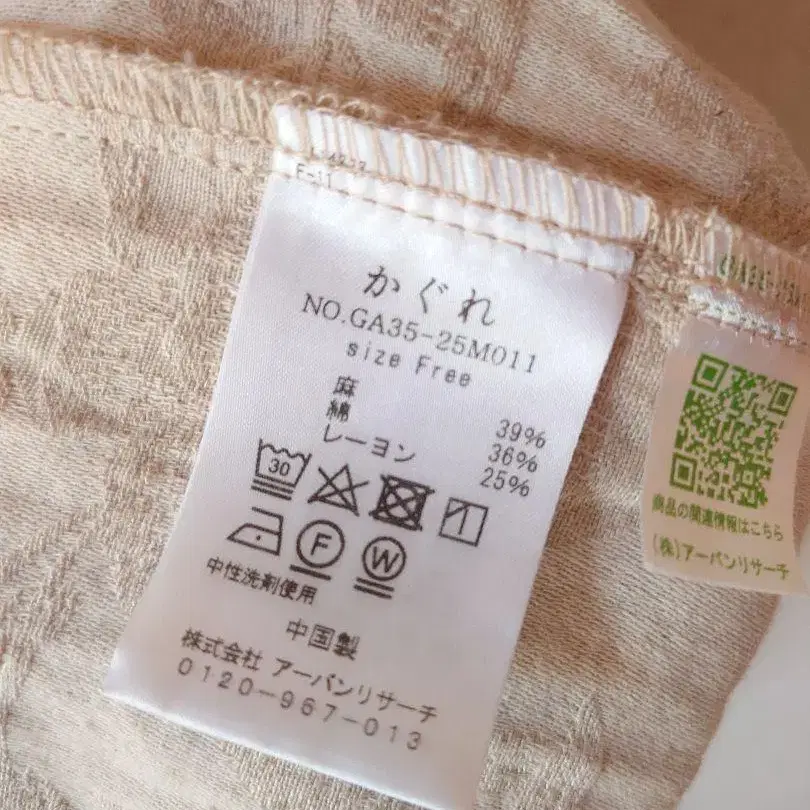 F-11
かぐれ
NO.GA35-25M011
size Free
麻 39%
綿 36%
レーヨン 25%
30
F
W
中性洗剤使用
中国製
株式会社 アーバンリサーチ
0120-967-013
商品の関連情報はこちら
(株)アーバンリサーチ